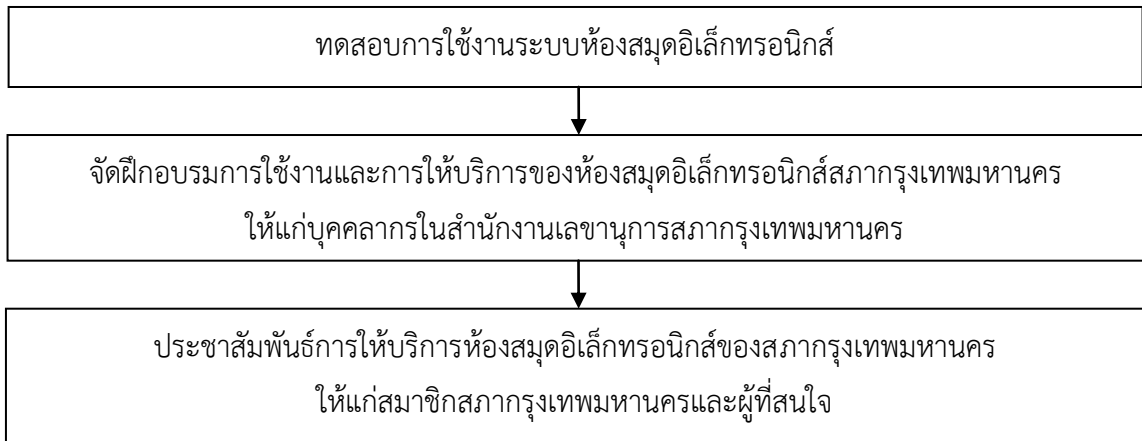 ทดสอบการใช้งานระบบห้องสมุดอิเล็กทรอนิกส์
จัดฝึกอบรมการใช้งานและการให้บริการของห้องสมุดอิเล็กทรอนิกส์สภากรุงเทพมหานคร
ให้แก่บุคคลากรในสำนักงานเลขานุการสภากรุงเทพมหานคร
ประชาสัมพันธ์การให้บริการห้องสมุดอิเล็กทรอนิกส์ของสภากรุงเทพมหานคร
ให้แก่สมาชิกสภากรุงเทพมหานครและผู้ที่สนใจ